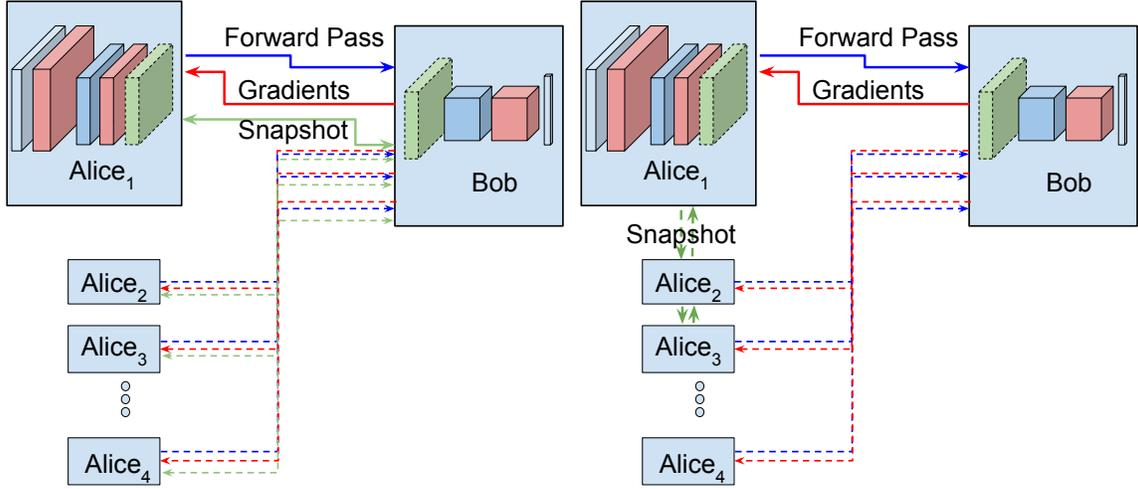 Forward Pass
Gradients
Snapshot
Alice1
Bob
Alice2
Alice3
Alice4
Forward Pass
Gradients
Alice1
Bob
Snapshot
Alice2
Alice3
Alice4